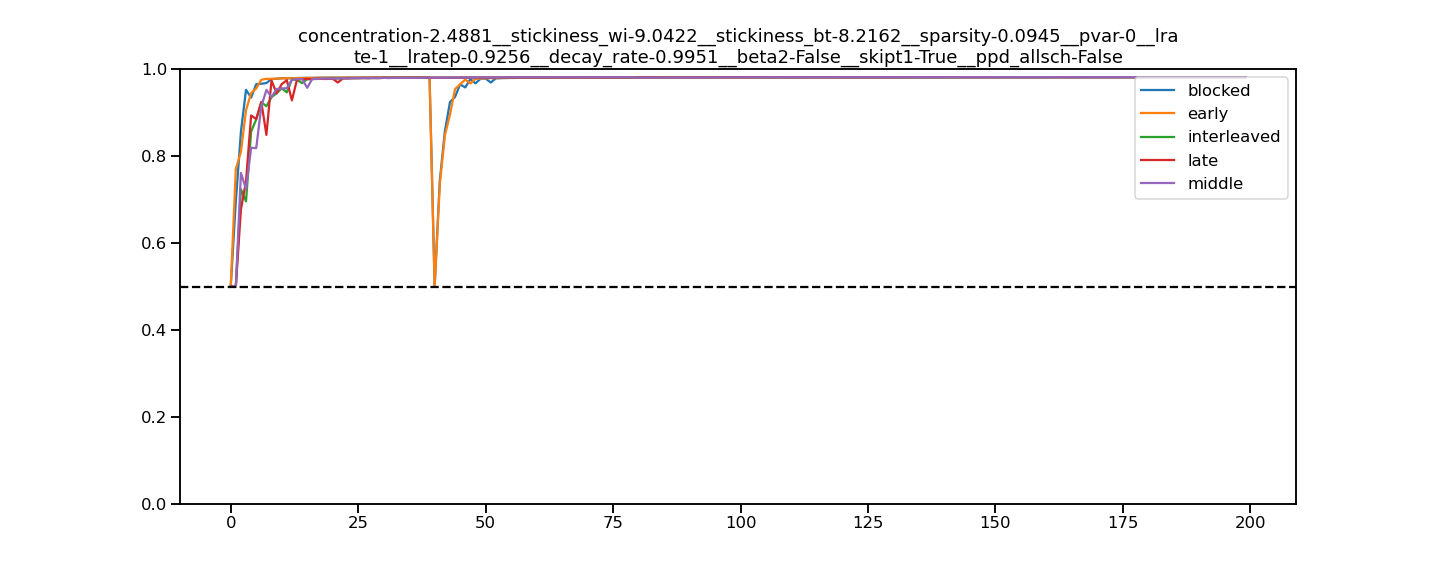 concentration-2.4881__stickiness_wi-9.0422__stickiness_bt-8.2162__sparsity-0.0945__pvar-0__lra
te-1__lratep-0.9256__decay_rate-0.9951__beta2-False__skipt1-True__ppd_allsch-False
1.0
0.8
0.6
0.4
0.2
0.0
blocked
early
interleaved
late
middle
0 25 50 75 100 125 150 175 200